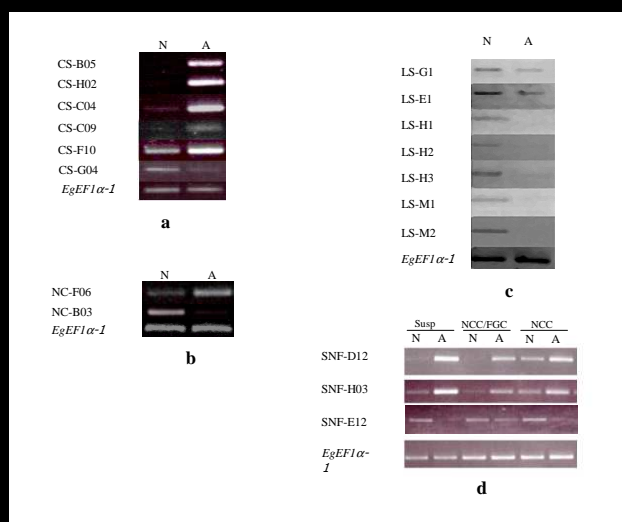 N A
CS-B05
CS-H02
CS-C04
CS-C09
CS-F10
CS-G04
EgEF1α-1
a
N A
NC-F06
NC-B03
EgEF1α-1
b
N A
LS-G1
LS-E1
LS-H1
LS-H2
LS-H3
LS-M1
LS-M2
EgEF1α-1
c
Susp NCC/FGC NCC
N A N A N A
SNF-D12
SNF-H03
SNF-E12
EgEF1α-
1
d